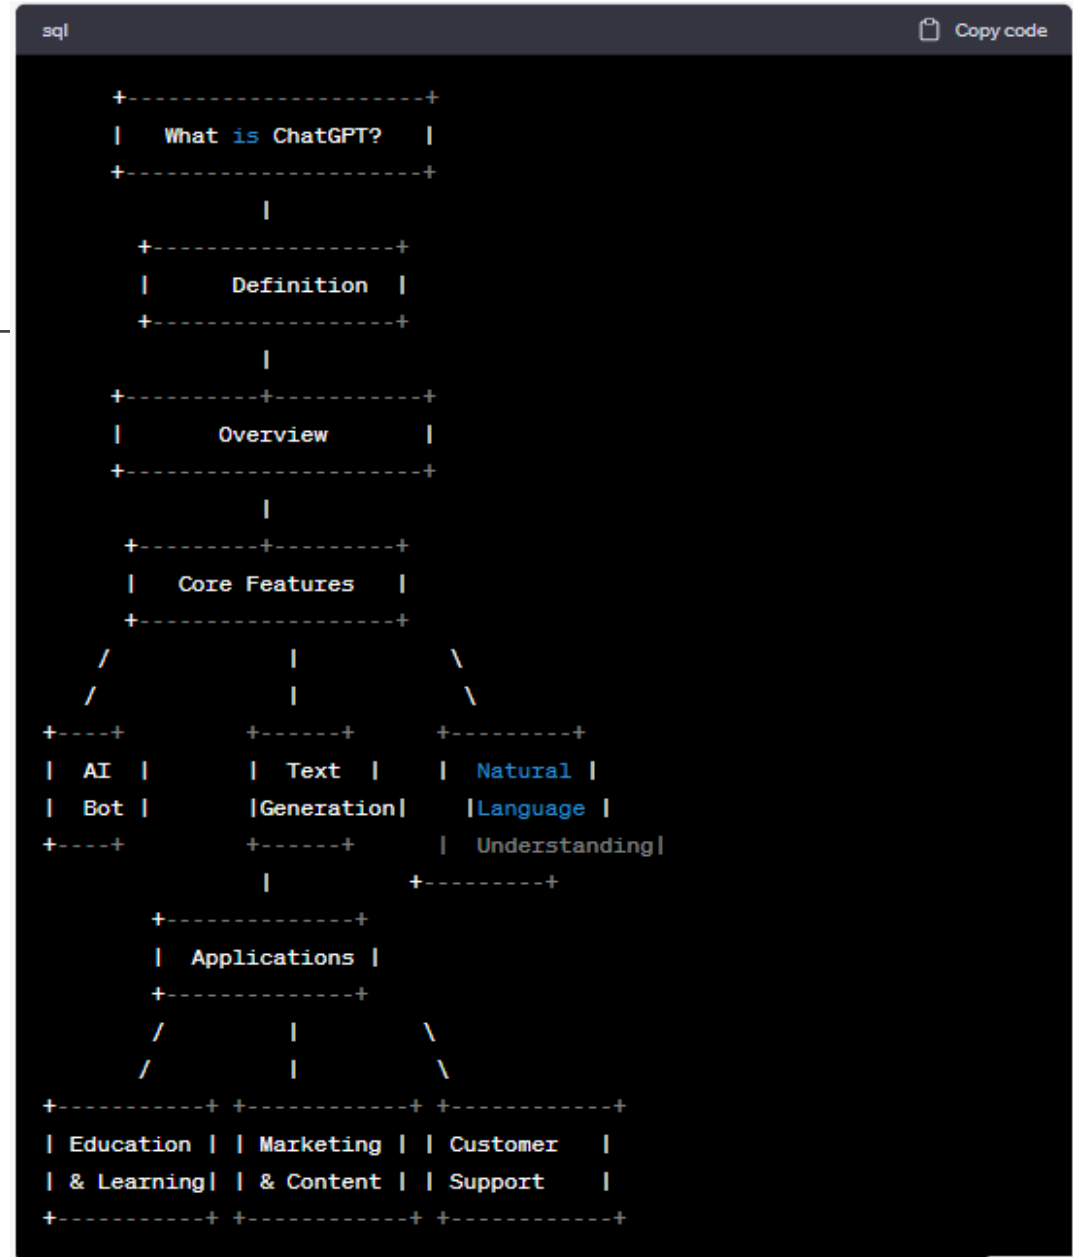 sql Copy code
+----------------------+
|   What is ChatGPT?   |
+----------------------+
|
+------------------+
|      Definition  |
+------------------+
|
+----------+-----------+
|       Overview       |
+----------------------+
|
+---------+---------+
|   Core Features   |
+-------------------+
/             |           \
/              |            \
+----+         +------+      +---------+
|  AI  |       |  Text  |    |  Natural |
|  Bot |       |Generation|    |Language |
+----+         +------+      |  Understanding|
|          +---------+
+--------------+
|  Applications |
+--------------+
/         |         \
/          |          \
+-----------+ +------------+ +------------+
| Education | | Marketing | | Customer   |
| & Learning| | & Content | | Support    |
+-----------+ +------------+ +------------+